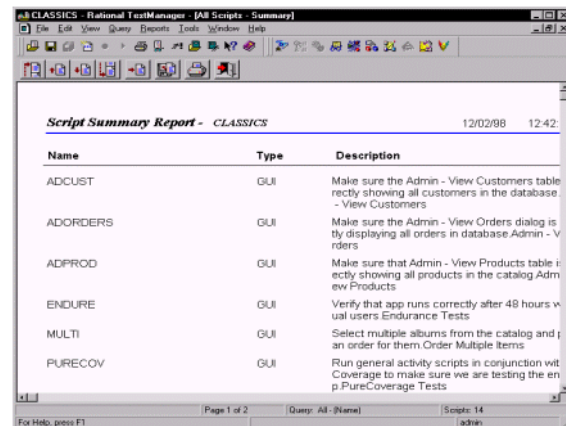 CLASSICS - Rational TestManager - [All Scripts - Summary]
File Edit View Query Reports Tools Window Help
Script Summary Report - CLASSICS 12/02/98 12:42:
Name Type Description
ADCUST GUI Make sure the Admin - View Customers table
rectly showing all customers in the database.
- View Customers
ADORDERS GUI Make sure the Admin - View Orders dialog is
tly displaying all orders in database.Admin - V
rders
ADPROD GUI Make sure that Admin - View Products table is
ectly showing all products in the catalog.Adm
ew Products
ENDURE GUI Verify that app runs correctly after 48 hours w
ual users.Endurance Tests
MULTI GUI Select multiple albums from the catalog and p
an order for them.Order Multiple Items
PURECOV GUI Run general activity scripts in conjunction wit
Coverage to make sure we are testing the en
p.PureCoverage Tests
Page 1 of 2 Query: All - (Name) Scripts: 14
For Help, press F1 admin